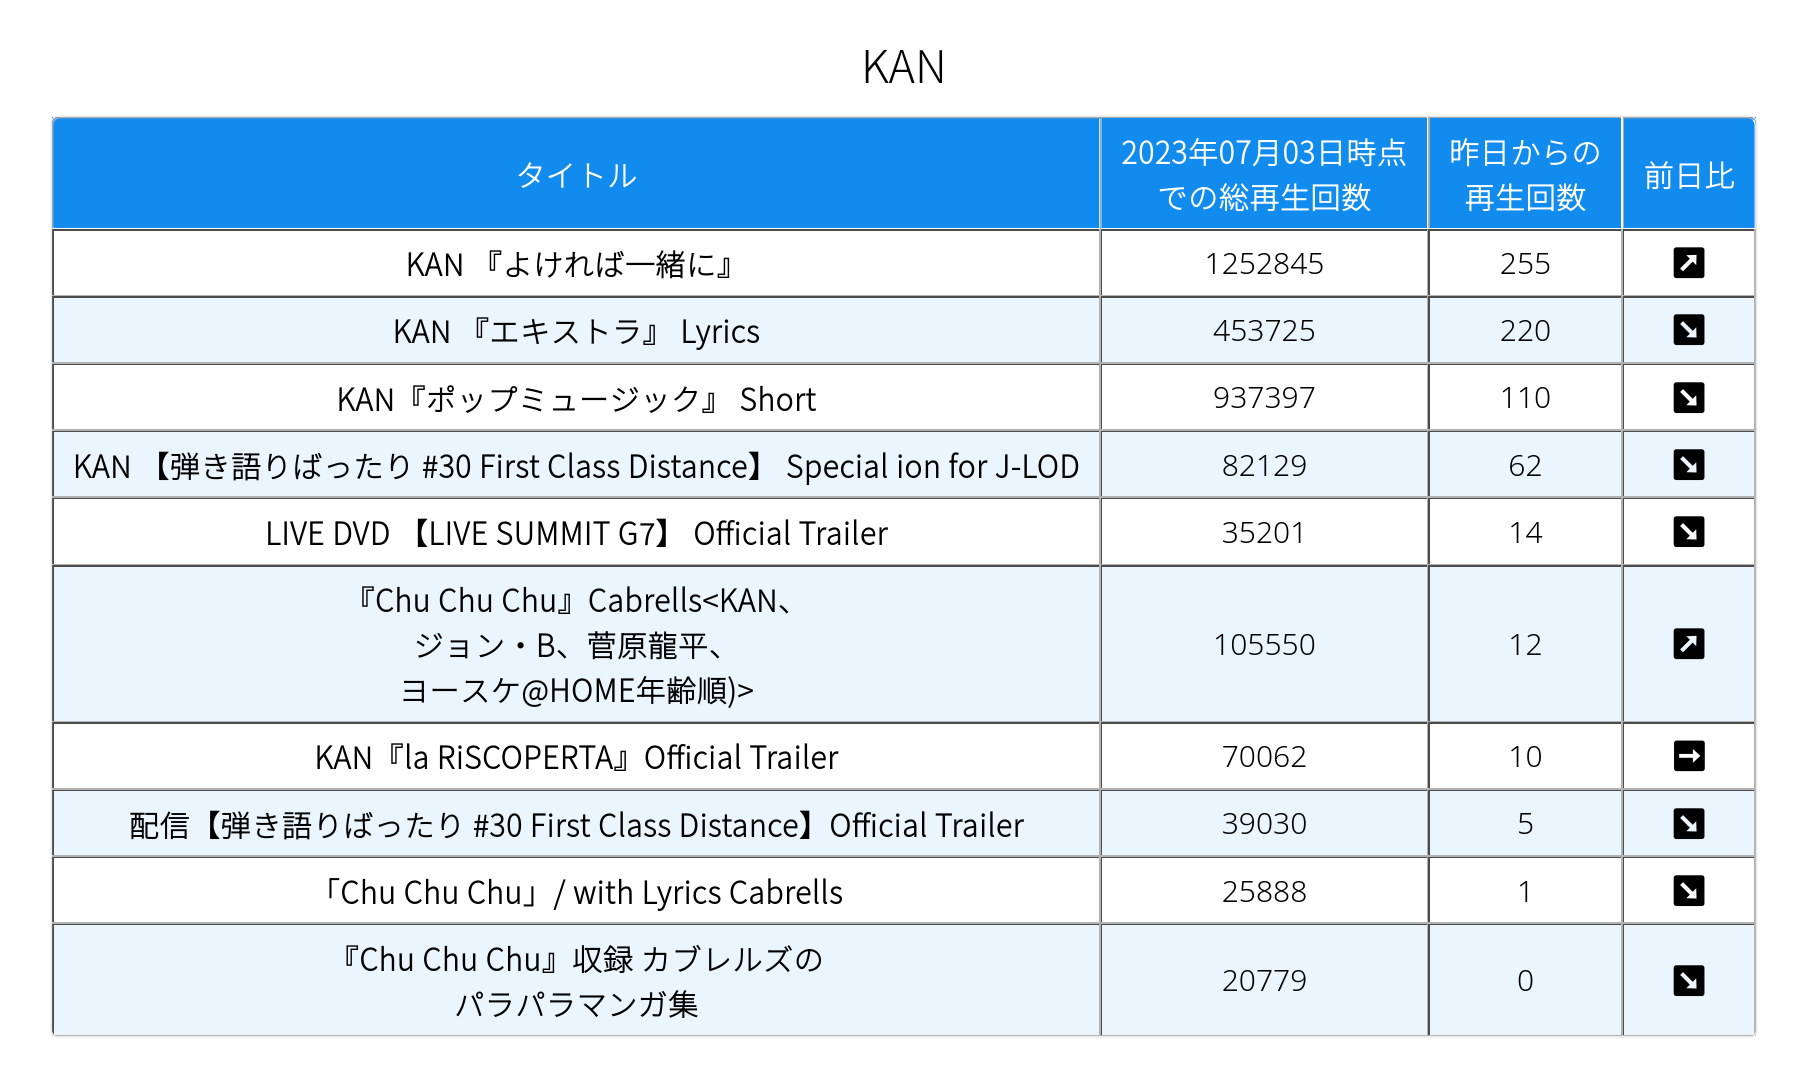 KAN
タイトル
2023年07月03日時点
での総再生回数
昨日からの
再生回数
前日比
KAN 『よければ一緒に』
1252845
255
KAN 『エキストラ』 Lyrics
453725
220
KAN『ポップミュージック』 Short
937397
110
KAN 【弾き語りばったり #30 First Class Distance】 Special ion for J-LOD
82129
62
LIVE DVD 【LIVE SUMMIT G7】 Official Trailer
35201
14
『Chu Chu Chu』Cabrells<KAN、
ジョン・B、菅原龍平、
ヨースケ@HOME年齢順)>
105550
12
KAN『la RiSCOPERTA』Official Trailer
70062
10
配信【弾き語りばったり #30 First Class Distance】Official Trailer
39030
5
「Chu Chu Chu」/ with Lyrics Cabrells
25888
1
『Chu Chu Chu』収録 カブレルズの
パラパラマンガ集
20779
0